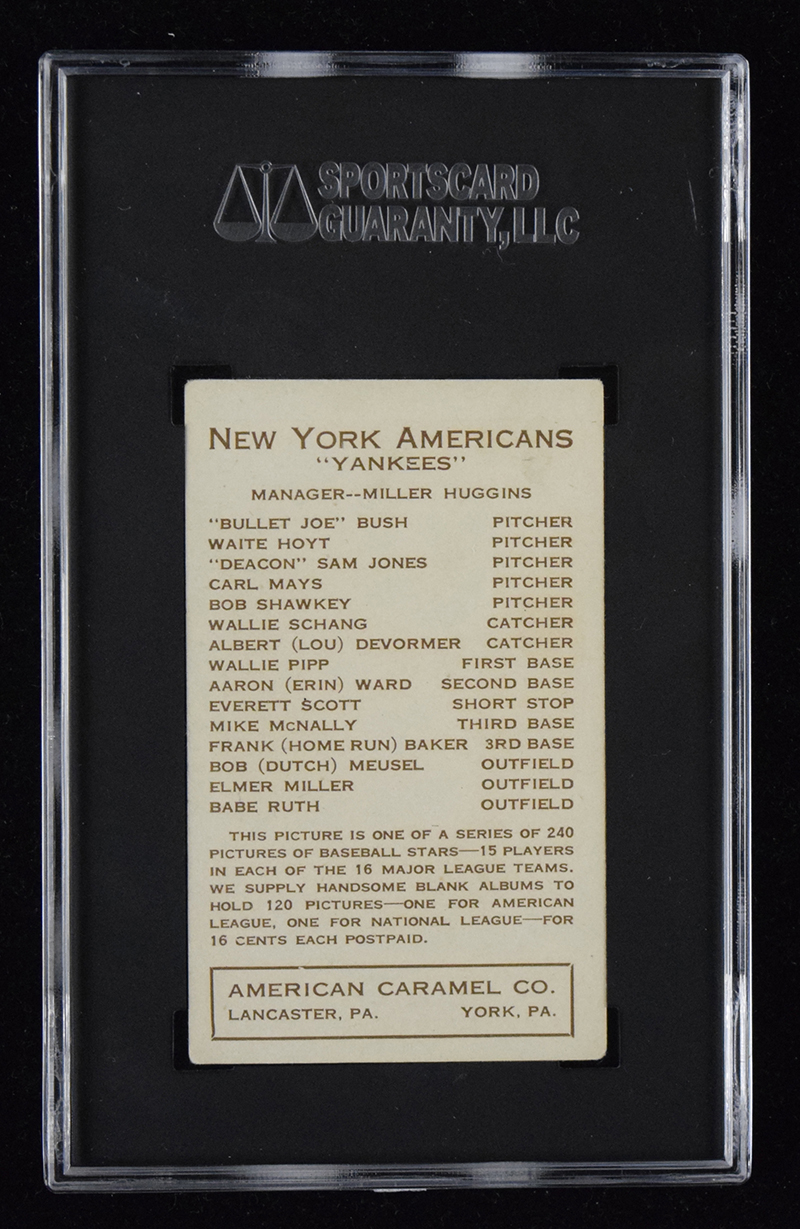 SPORTSCARD
GUARANTY, LLC
NEW YORK AMERICANS
"YANKEES"
MANAGER--MILLER HUGGINS
"BULLET JOE" BUSH PITCHER
WAITE HOYT PITCHER
"DEACON" SAM JONES PITCHER
CARL MAYS PITCHER
BOB SHAWKEY PITCHER
WALLIE SCHANG CATCHER
ALBERT (LOU) DEVORMER CATCHER
WALLIE PIPP FIRST BASE
AARON (ERIN) WARD SECOND BASE
EVERETT SCOTT SHORT STOP
MIKE McNALLY THIRD BASE
FRANK (HOME RUN) BAKER 3RD BASE
BOB (DUTCH) MEUSEL OUTFIELD
ELMER MILLER OUTFIELD
BABE RUTH OUTFIELD
THIS PICTURE IS ONE OF A SERIES OF 240
PICTURES OF BASEBALL STARS—15 PLAYERS
IN EACH OF THE 16 MAJOR LEAGUE TEAMS.
WE SUPPLY HANDSOME BLANK ALBUMS TO
HOLD 120 PICTURES—ONE FOR AMERICAN
LEAGUE, ONE FOR NATIONAL LEAGUE—FOR
16 CENTS EACH POSTPAID.
AMERICAN CARAMEL CO.
LANCASTER, PA. YORK, PA.